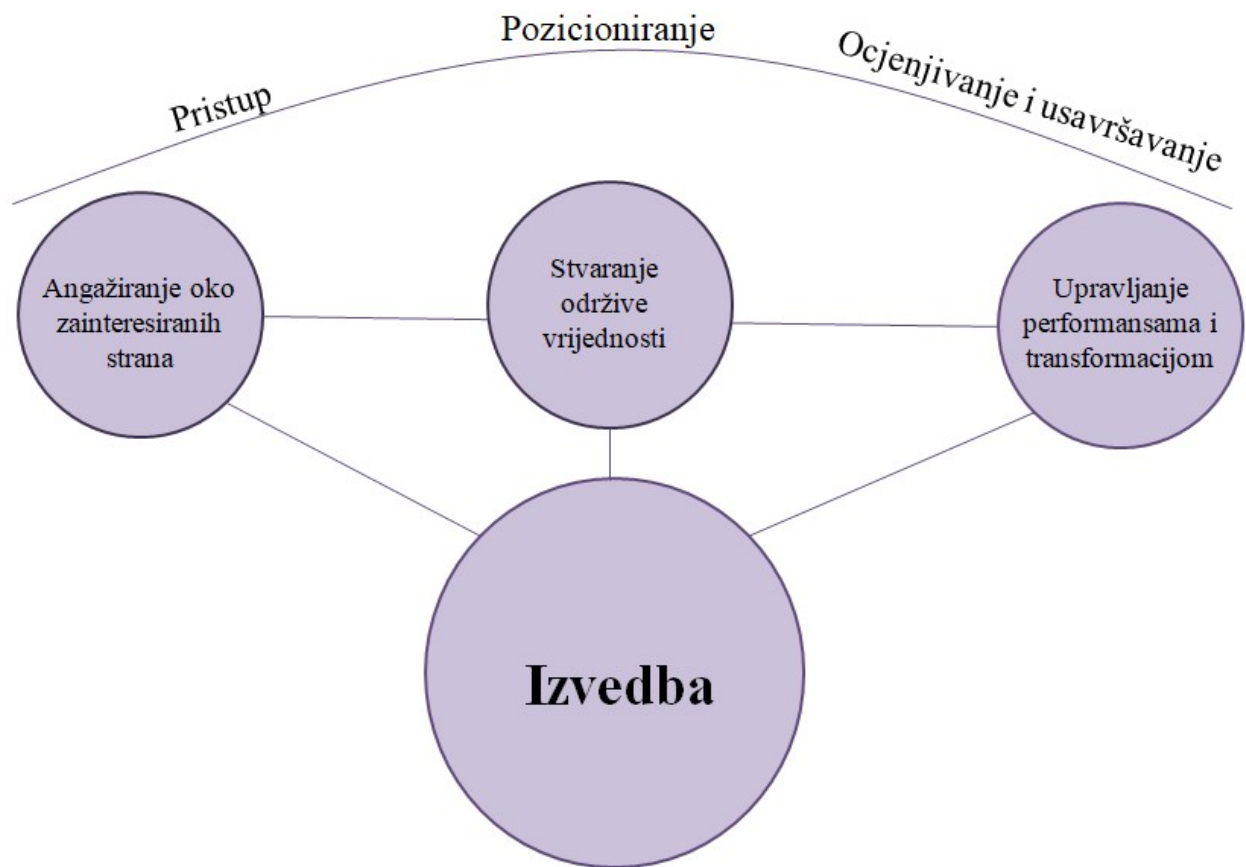 Pozicioniranje
Pristup
Ocjenjivanje i usavršavanje
Angažiranje oko
zainteresiranih
strana
Stvaranje
održive
vrijednosti
Upravljanje
performansama i
transformacijom
Izvedba